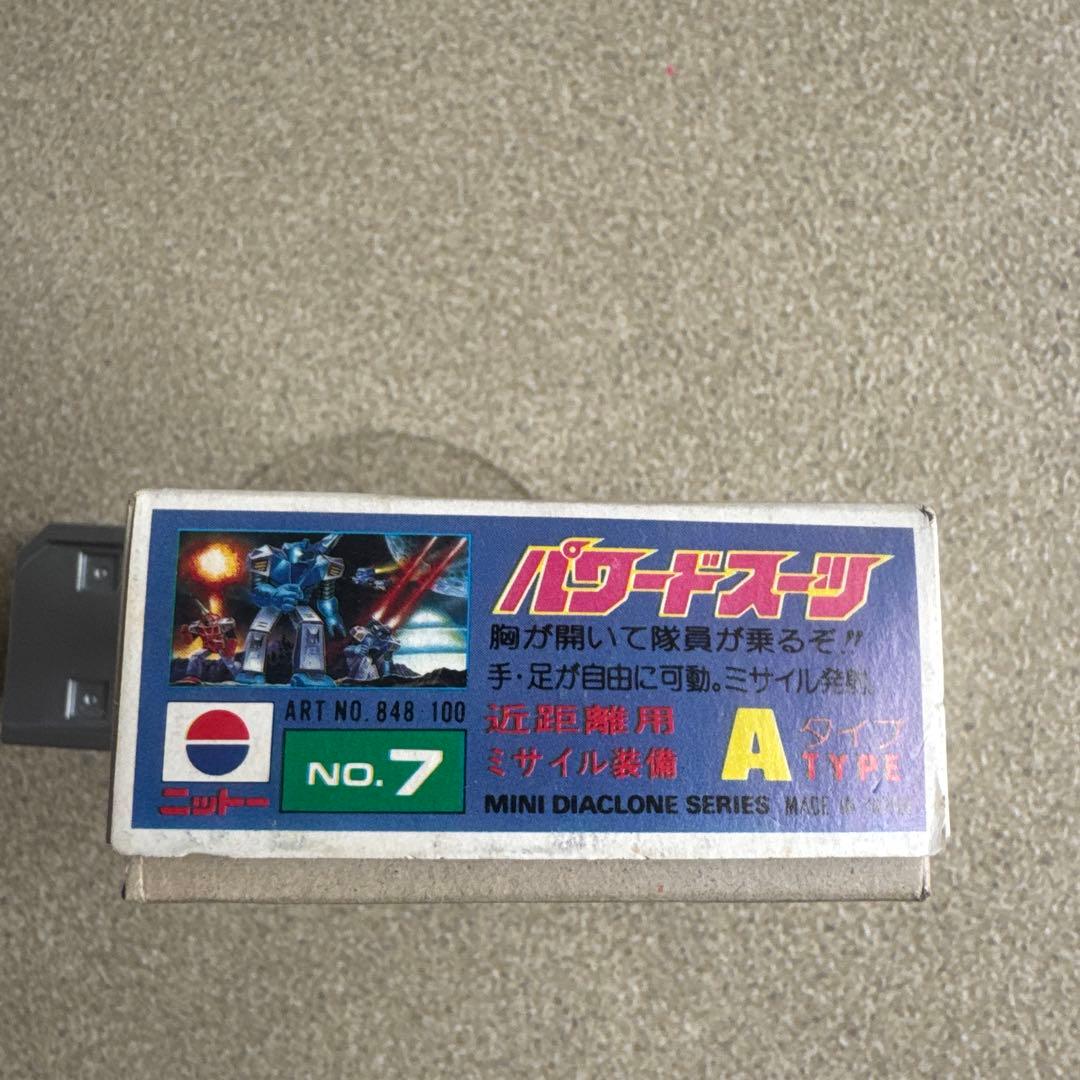 パワードスーツ
胸が開いて隊員が乗るぞ!!
手・足が自由に可動。ミサイル発射。
ART NO. 848:100
近距離用
ミサイル装備
A タイプ
TYPE
NO.7
ニットー
MINI DIACLONE SERIES MADE IN